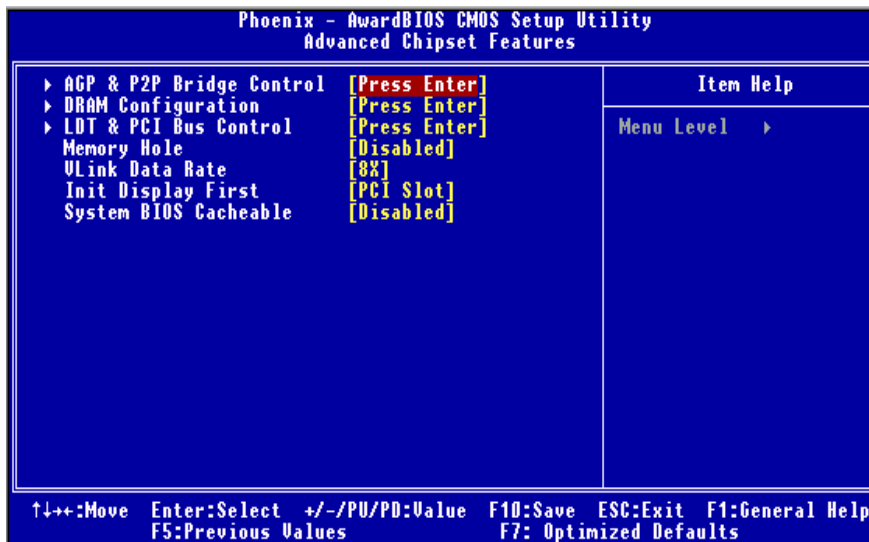 Phoenix - AwardBIOS CMOS Setup Utility
Advanced Chipset Features
▸ AGP & P2P Bridge Control [Press Enter]
▸ DRAM Configuration [Press Enter]
▸ LDT & PCI Bus Control [Press Enter]
Memory Hole [Disabled]
VLink Data Rate [8X]
Init Display First [PCI Slot]
System BIOS Cacheable [Disabled]
Item Help
Menu Level ▸
↑↓→←:Move Enter:Select +/-/PU/PD:Value F10:Save ESC:Exit F1:General Help
F5:Previous Values F7: Optimized Defaults